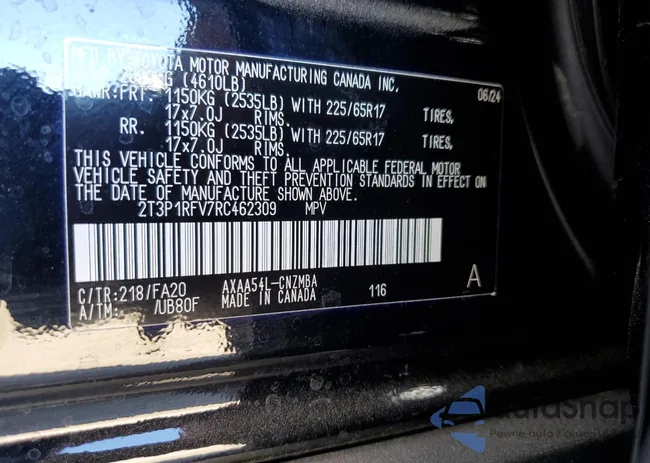 MFD. BY TOYOTA MOTOR MANUFACTURING CANADA INC.
(4610LB) 06/24
FRT. 1150KG (2535LB) WITH 225/65R17 TIRES,
17x7.0J RIMS.
RR. 1150KG (2535LB) WITH 225/65R17 TIRES,
17x7.0J RIMS.
THIS VEHICLE CONFORMS TO ALL APPLICABLE FEDERAL MOTOR
VEHICLE SAFETY AND THEFT PREVENTION STANDARDS IN EFFECT ON
THE DATE OF MANUFACTURE SHOWN ABOVE.
2T3P1RFV7RC462309 MPV
C/TR:218/FA20 AXAA54L-CNZMBA 116 A
A/TM: /UB80F MADE IN CANADA